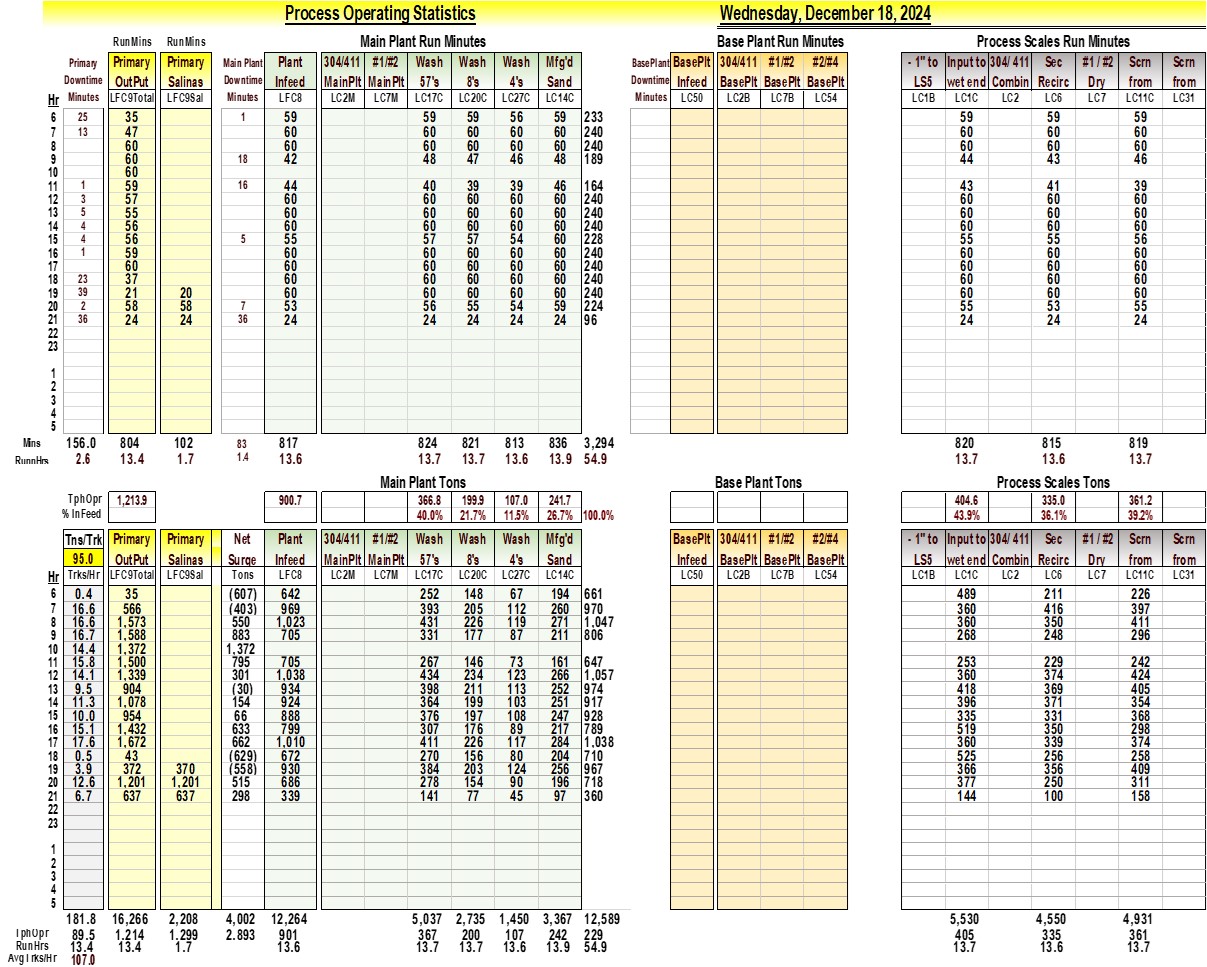 Process Operating Statistics Wednesday, December 18, 2024
RunMins RunMins Main Plant Run Minutes Base Plant Run Minutes Process Scales Run Minutes
Primary Primary Primary Main Plant Plant 304/411 #1/#2 Wash Wash Wash Mfg'd BasePlant BasePlt 304/411 #1/#2 #2/#4 - 1" to Input to 304/ 411 Sec #1 / #2 Scrn Scrn
Downtime OutPut Salinas Downtime Infeed MainPlt MainPlt 57's 8's 4's Sand Downtime Infeed BasePlt BasePlt BasePlt LS5 wet end Combin Recirc Dry from from
Hr Minutes LFC9Total LFC9Sal Minutes LFC8 LC2M LC7M LC17C LC20C LC27C LC14C Minutes LC50 LC2B LC7B LC54 LC1B LC1C LC2 LC6 LC7 LC11C LC31
6 25 35 1 59 59 59 56 59 233 59 59 59
7 13 47 60 60 60 60 60 240 60 60 60
8 60 60 60 60 60 60 240 60 60 60
9 60 18 42 48 47 46 48 189 44 43 46
10 60
11 1 59 16 44 40 39 39 46 164 43 41 39
12 3 57 60 60 60 60 60 240 60 60 60
13 5 55 60 60 60 60 60 240 60 60 60
14 4 56 60 60 60 60 60 240 60 60 60
15 4 56 5 55 57 57 54 60 228 55 55 56
16 1 59 60 60 60 60 60 240 60 60 60
17 60 60 60 60 60 60 240 60 60 60
18 23 37 60 60 60 60 60 240 60 60 60
19 39 21 20 60 60 60 60 60 240 60 60 60
20 2 58 58 7 53 56 55 54 59 224 55 53 55
21 36 24 24 36 24 24 24 24 24 96 24 24 24
22
23
1
2
3
4
5
Mins 156.0 804 102 83 817 824 821 813 836 3,294 820 815 819
RunnHrs 2.6 13.4 1.7 1.4 13.6 13.7 13.7 13.6 13.9 54.9 13.7 13.6 13.7
Main Plant Tons Base Plant Tons Process Scales Tons
TphOpr 1,213.9 900.7 366.8 199.9 107.0 241.7 404.6 335.0 361.2
% InFeed 40.0% 21.7% 11.5% 26.7% 100.0% 43.9% 36.1% 39.2%
Tns/Trk Primary Primary Net Plant 304/411 #1/#2 Wash Wash Wash Mfg'd BasePlt 304/411 #1/#2 #2/#4 - 1" to Input to 304/ 411 Sec #1 / #2 Scrn Scrn
95.0 OutPut Salinas Surge Infeed MainPlt MainPlt 57's 8's 4's Sand Infeed BasePlt BasePlt BasePlt LS5 wet end Combin Recirc Dry from from
Hr Trks/Hr LFC9Total LFC9Sal Tons LFC8 LC2M LC7M LC17C LC20C LC27C LC14C LC50 LC2B LC7B LC54 LC1B LC1C LC2 LC6 LC7 LC11C LC31
6 0.4 35 (607) 642 252 148 67 194 661 489 211 226
7 16.6 566 (403) 969 393 205 112 260 970 360 416 397
8 16.6 1,573 550 1,023 431 226 119 271 1,047 360 350 411
9 16.7 1,588 883 705 331 177 87 211 806 268 248 296
10 14.4 1,372 1,372
11 15.8 1,500 795 705 267 146 73 161 647 253 229 242
12 14.1 1,339 301 1,038 434 234 123 266 1,057 360 374 424
13 9.5 904 (30) 934 398 211 113 252 974 418 369 405
14 11.3 1,078 154 924 364 199 103 251 917 396 371 354
15 10.0 954 66 888 376 197 108 247 928 335 331 368
16 15.1 1,432 633 799 307 176 89 217 789 519 350 298
17 17.6 1,672 662 1,010 411 226 117 284 1,038 360 339 374
18 0.5 43 (629) 672 270 156 80 204 710 525 256 258
19 3.9 372 370 (558) 930 384 203 124 256 967 366 356 409
20 12.6 1,201 1,201 515 686 278 154 90 196 718 377 250 311
21 6.7 637 637 298 339 141 77 45 97 360 144 100 158
22
23
1
2
3
4
5
181.8 16,266 2,208 4,002 12,264 5,037 2,735 1,450 3,367 12,589 5,530 4,550 4,931
TphOpr 89.5 1,214 1,299 2,893 901 367 200 107 242 229 405 335 361
RunHrs 13.4 13.4 1.7 13.6 13.7 13.7 13.6 13.9 54.9 13.7 13.6 13.7
Avg Trks/Hr 107.0